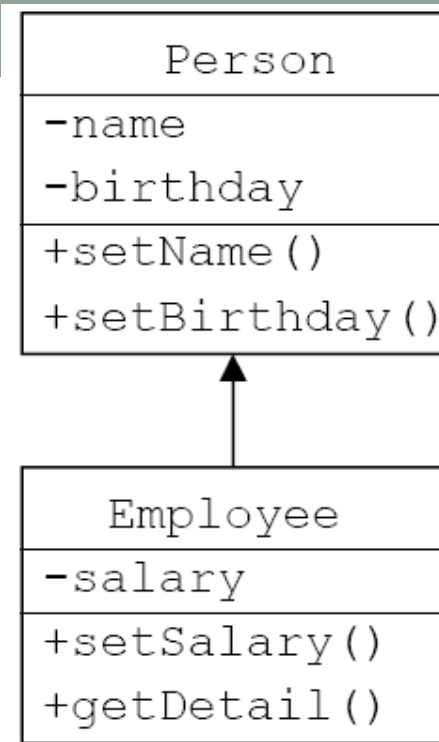 Person
-name
-birthday
+setName()
+setBirthday()
Employee
-salary
+setSalary()
+getDetail()